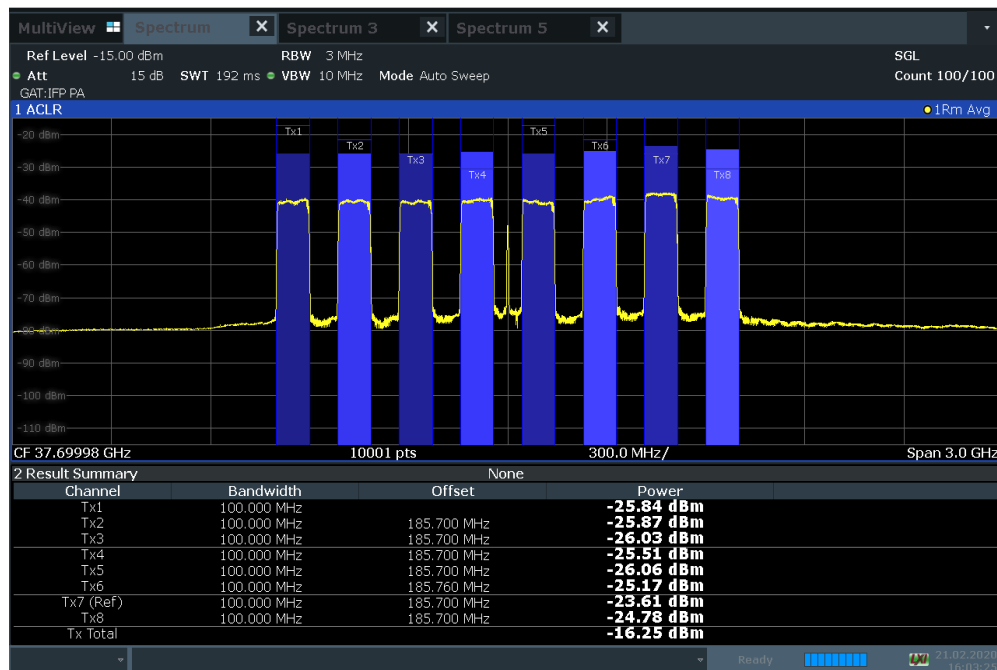 MultiView Spectrum X Spectrum 3 X Spectrum 5 X
Ref Level -15.00 dBm RBW 3 MHz SGL
Att 15 dB SWT 192 ms VBW 10 MHz Mode Auto Sweep Count 100/100
GAT:IFP PA
1 ACLR 1Rm Avg
Tx1 Tx2 Tx3 Tx4 Tx5 Tx6 Tx7 Tx8
-20 dBm
-30 dBm
-40 dBm
-50 dBm
-60 dBm
-70 dBm
-80 dBm
-90 dBm
-100 dBm
-110 dBm
CF 37.69998 GHz 10001 pts 300.0 MHz/ Span 3.0 GHz
2 Result Summary None
Channel Bandwidth Offset Power
Tx1 100.000 MHz -25.84 dBm
Tx2 100.000 MHz 185.700 MHz -25.87 dBm
Tx3 100.000 MHz 185.700 MHz -26.03 dBm
Tx4 100.000 MHz 185.700 MHz -25.51 dBm
Tx5 100.000 MHz 185.700 MHz -26.06 dBm
Tx6 100.000 MHz 185.760 MHz -25.17 dBm
Tx7 (Ref) 100.000 MHz 185.700 MHz -23.61 dBm
Tx8 100.000 MHz 185.700 MHz -24.78 dBm
Tx Total -16.25 dBm
Ready LXI 21.02.2020
16:03:25